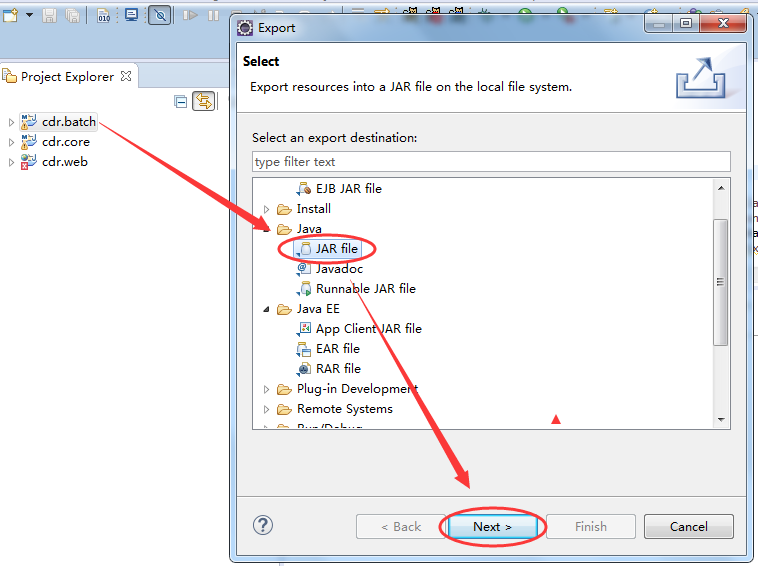 010
Export
Select
Export resources into a JAR file on the local file system.
Project Explorer
cdr.batch
cdr.core
cdr.web
Select an export destination:
type filter text
EJB JAR file
Install
Java
JAR file
Javadoc
Runnable JAR file
Java EE
App Client JAR file
EAR file
RAR file
Plug-in Development
Remote Systems
Run/Debug
< Back
Next >
Finish
Cancel